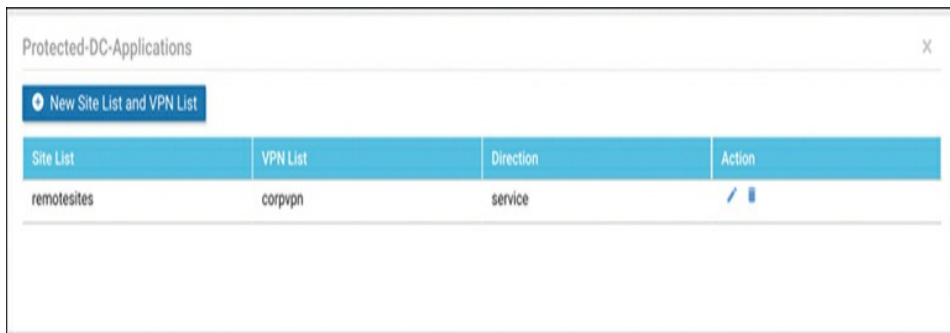 Protected-DC-Applications X
New Site List and VPN List
Site List VPN List Direction Action
remotesites corpvpn service